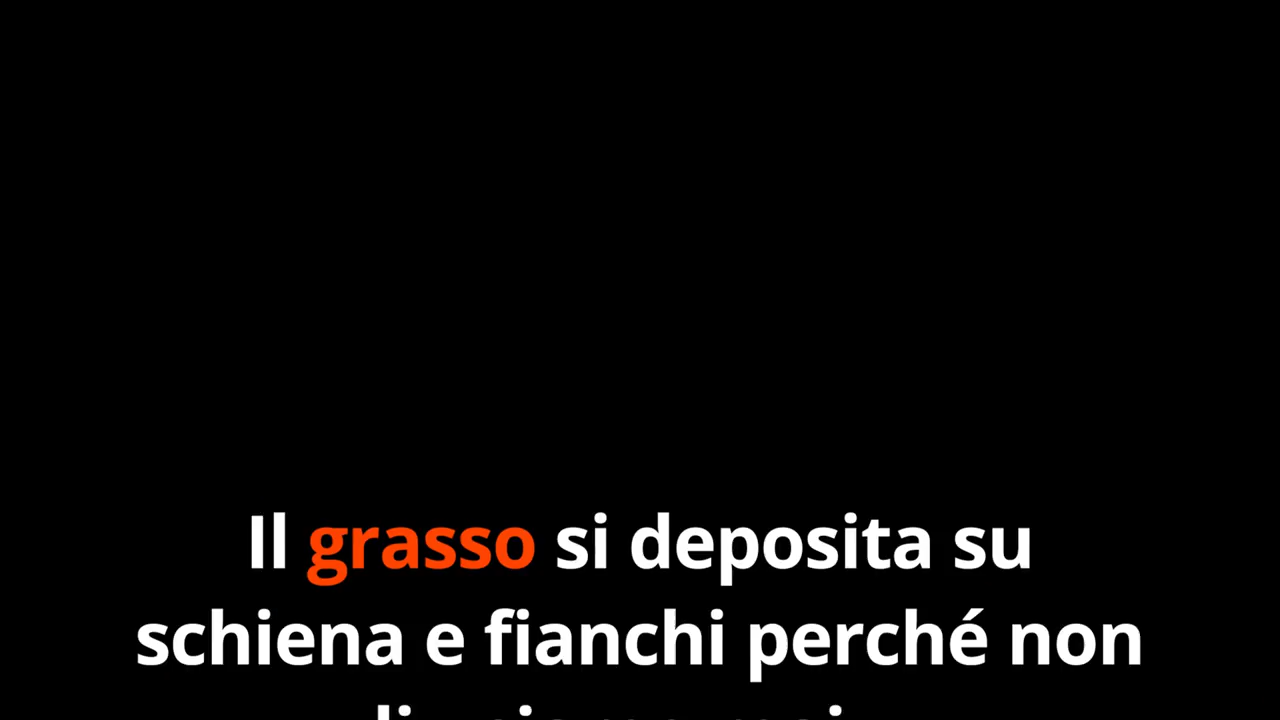 Il grasso si deposita su
schiena e fianchi perché non